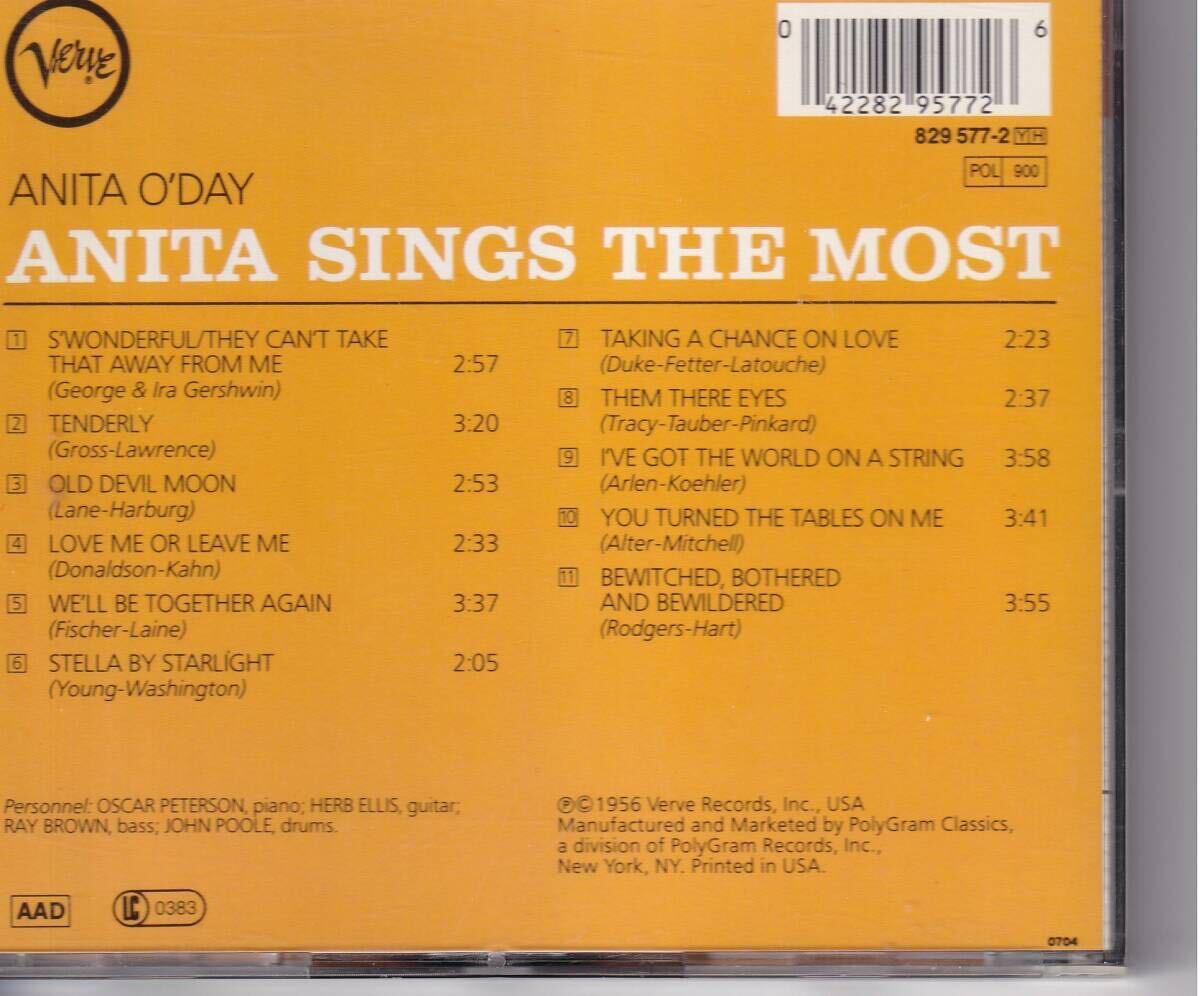 Verve
0 42282 95772 6
829 577-2 YH
POL 900
ANITA O'DAY
ANITA SINGS THE MOST
1 S'WONDERFUL/THEY CAN'T TAKE
THAT AWAY FROM ME 2:57
(George & Ira Gershwin)
2 TENDERLY 3:20
(Gross-Lawrence)
3 OLD DEVIL MOON 2:53
(Lane-Harburg)
4 LOVE ME OR LEAVE ME 2:33
(Donaldson-Kahn)
5 WE'LL BE TOGETHER AGAIN 3:37
(Fischer-Laine)
6 STELLA BY STARLIGHT 2:05
(Young-Washington)
7 TAKING A CHANCE ON LOVE 2:23
(Duke-Fetter-Latouche)
8 THEM THERE EYES 2:37
(Tracy-Tauber-Pinkard)
9 I'VE GOT THE WORLD ON A STRING 3:58
(Arlen-Koehler)
10 YOU TURNED THE TABLES ON ME 3:41
(Alter-Mitchell)
11 BEWITCHED, BOTHERED
AND BEWILDERED 3:55
(Rodgers-Hart)
Personnel: OSCAR PETERSON, piano; HERB ELLIS, guitar;
RAY BROWN, bass; JOHN POOLE, drums.
℗©1956 Verve Records, Inc., USA
Manufactured and Marketed by PolyGram Classics,
a division of PolyGram Records, Inc.,
New York, NY. Printed in USA.
AAD
LC 0383
0704